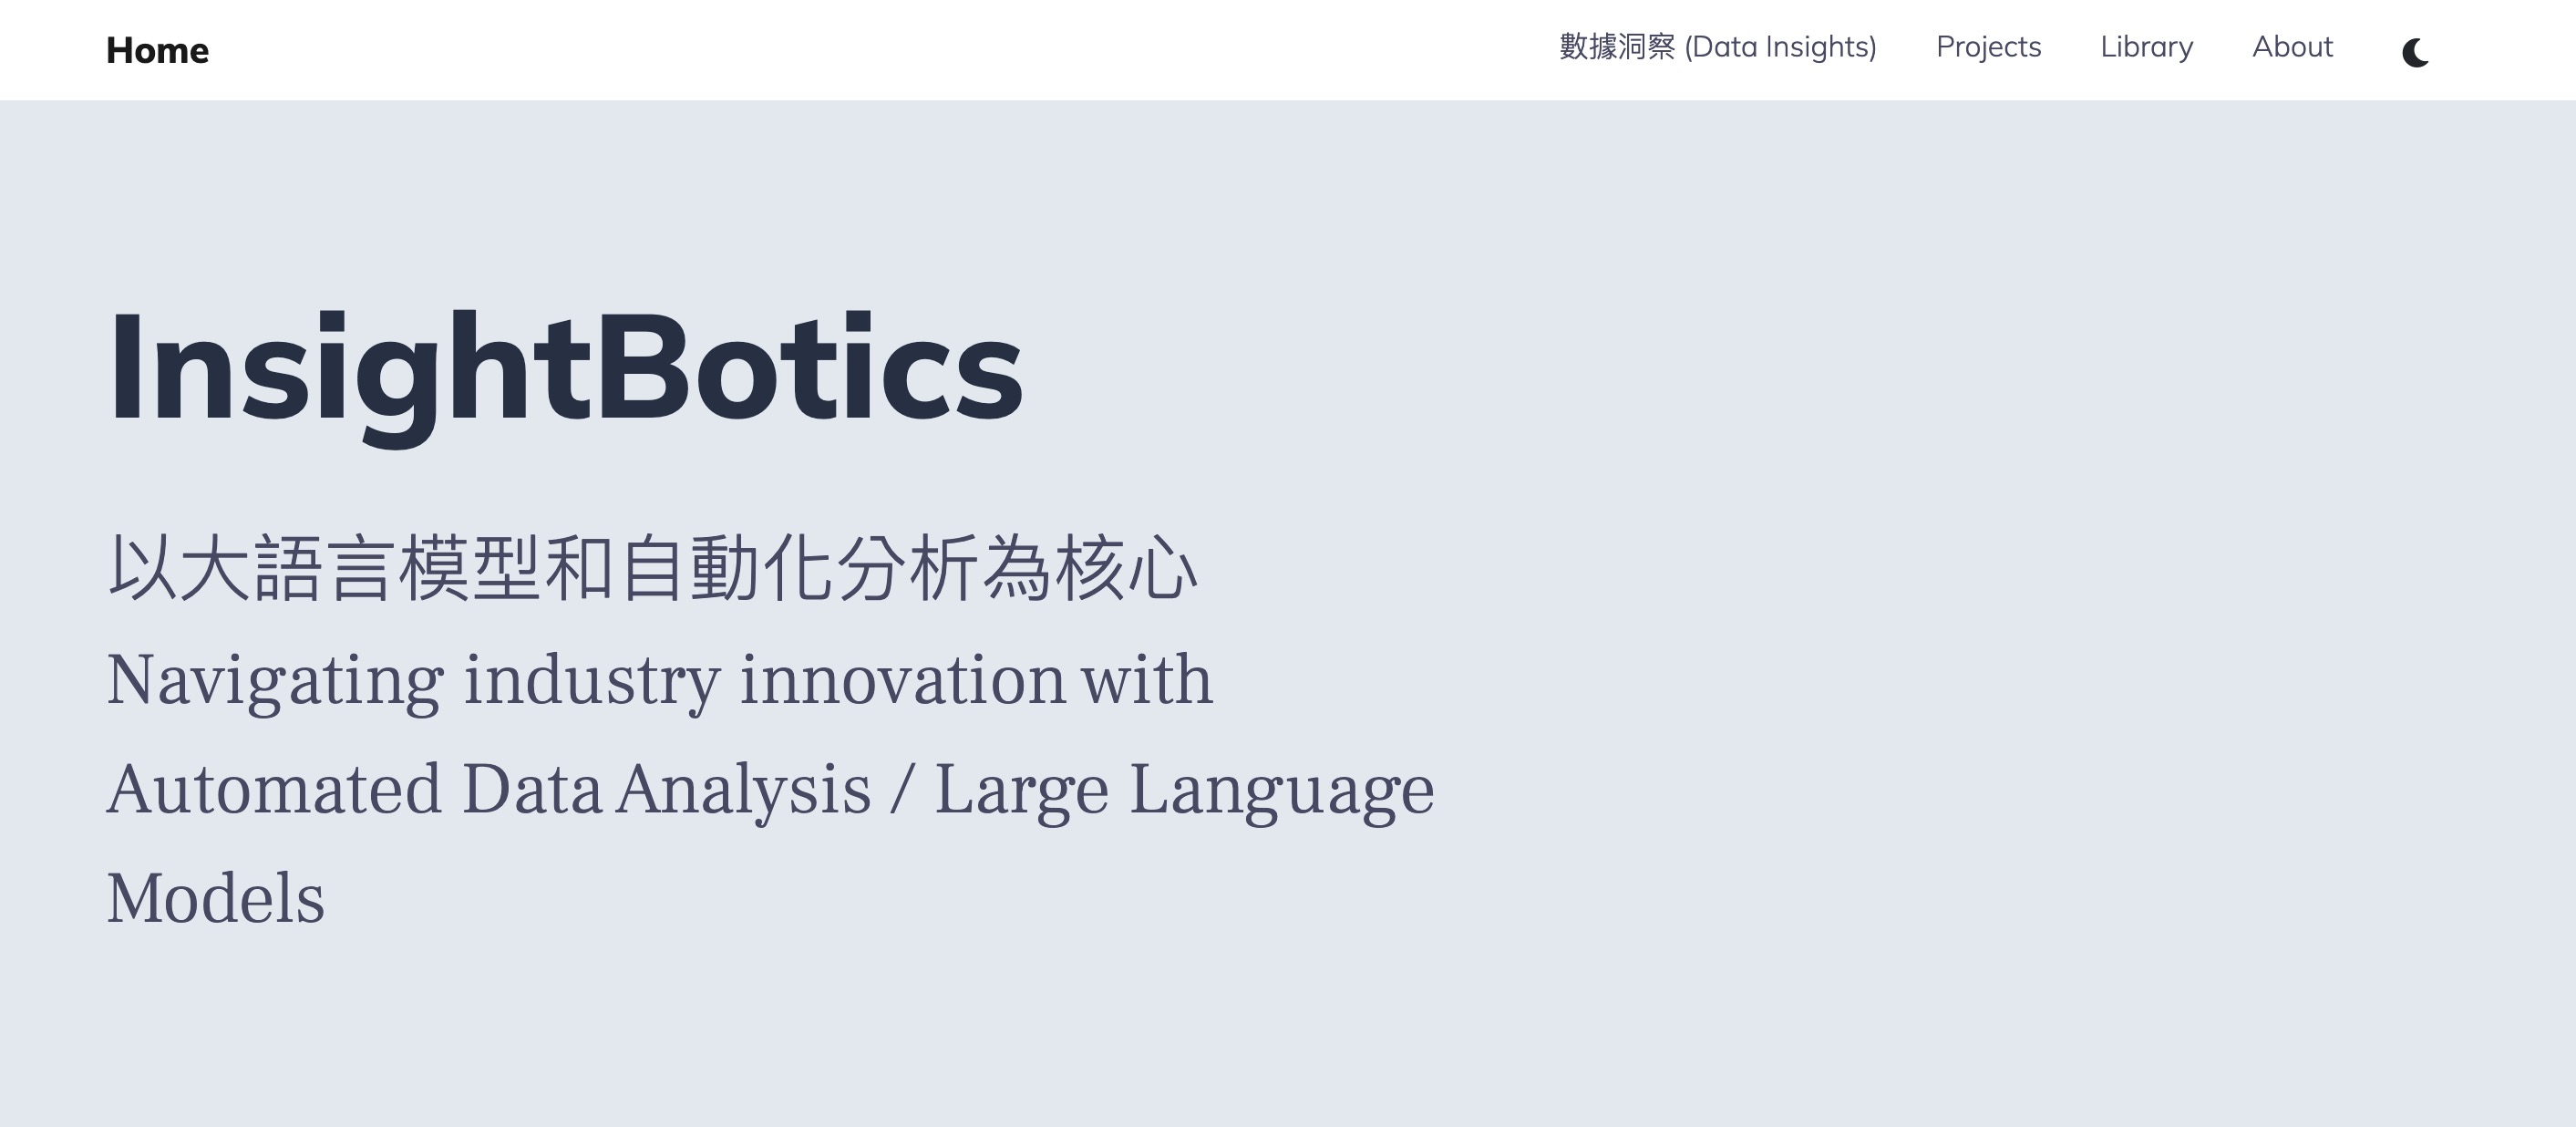 Home
數據洞察 (Data Insights) Projects Library About
InsightBotics
以大語言模型和自動化分析為核心
Navigating industry innovation with
Automated Data Analysis / Large Language
Models